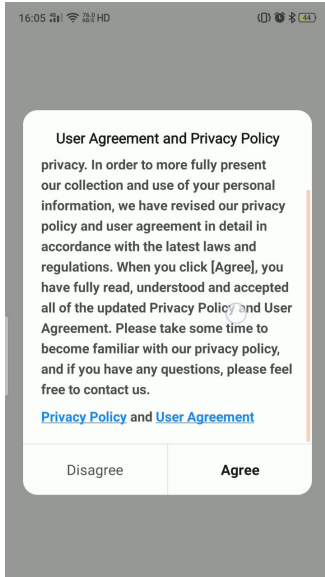 16:05 HD 44
User Agreement and Privacy Policy
privacy. In order to more fully present
our collection and use of your personal
information, we have revised our privacy
policy and user agreement in detail in
accordance with the latest laws and
regulations. When you click [Agree], you
have fully read, understood and accepted
all of the updated Privacy Policy and User
Agreement. Please take some time to
become familiar with our privacy policy,
and if you have any questions, please feel
free to contact us.
Privacy Policy and User Agreement
Disagree
Agree